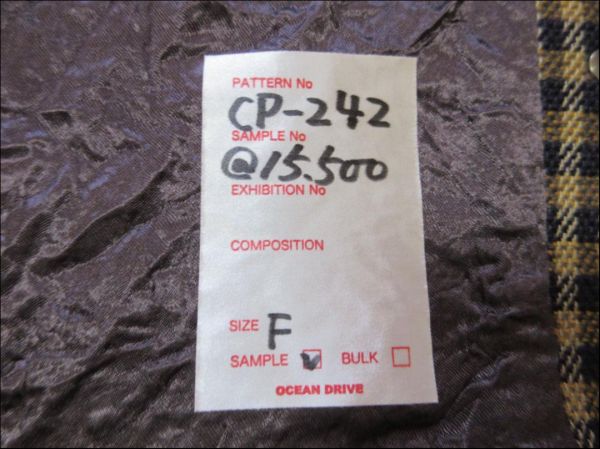 PATTERN No
CP-242
SAMPLE No
@15.500
EXHIBITION No
COMPOSITION
SIZE F
SAMPLE ☑ BULK ☐
OCEAN DRIVE